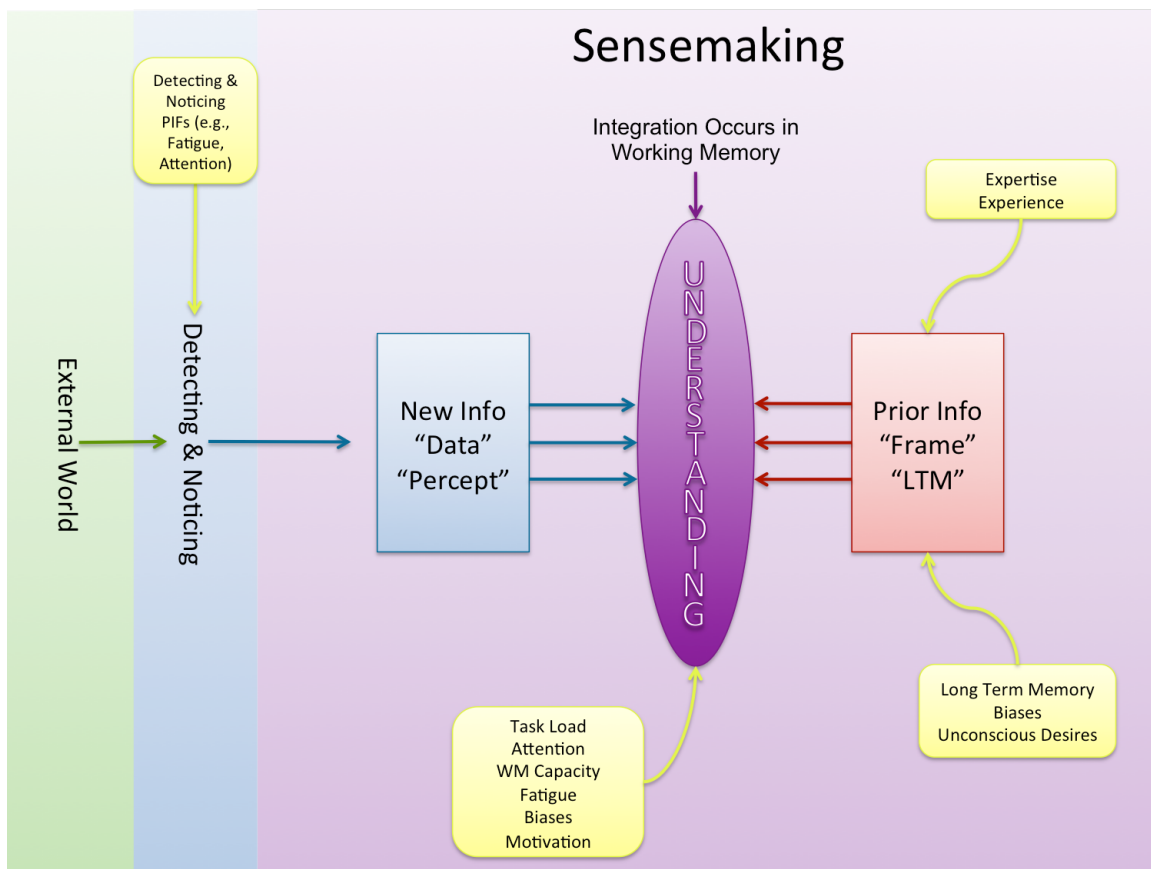 Sensemaking
Detecting &
Noticing
PIFs (e.g.,
Fatigue,
Attention)
Integration Occurs in
Working Memory
Expertise
Experience
External World
Detecting & Noticing
New Info
“Data”
“Percept”
UNDERSTANDING
Prior Info
“Frame”
“LTM”
Task Load
Attention
WM Capacity
Fatigue
Biases
Motivation
Long Term Memory
Biases
Unconscious Desires